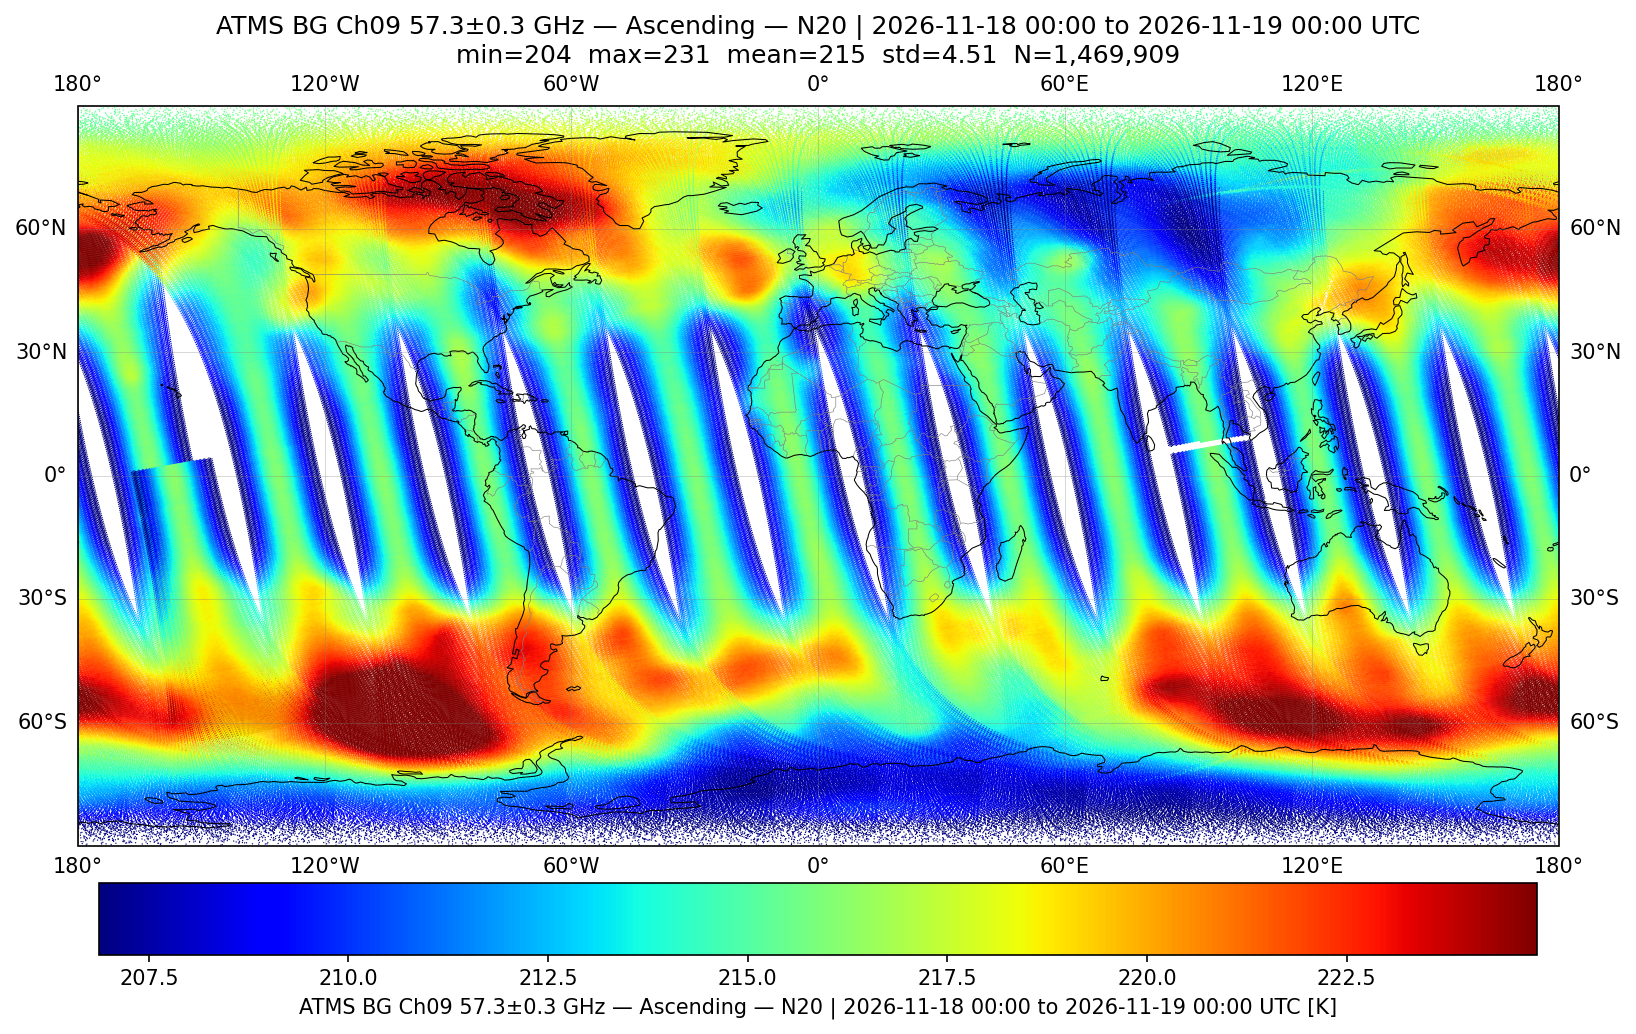 ATMS BG Ch09 57.3±0.3 GHz — Ascending — N20 | 2026-11-18 00:00 to 2026-11-19 00:00 UTC
min=204  max=231  mean=215  std=4.51  N=1,469,909
180° 120°W 60°W 0° 60°E 120°E 180°
60°N 60°N
30°N 30°N
0° 0°
30°S 30°S
60°S 60°S
180° 120°W 60°W 0° 60°E 120°E 180°
207.5 210.0 212.5 215.0 217.5 220.0 222.5
ATMS BG Ch09 57.3±0.3 GHz — Ascending — N20 | 2026-11-18 00:00 to 2026-11-19 00:00 UTC [K]